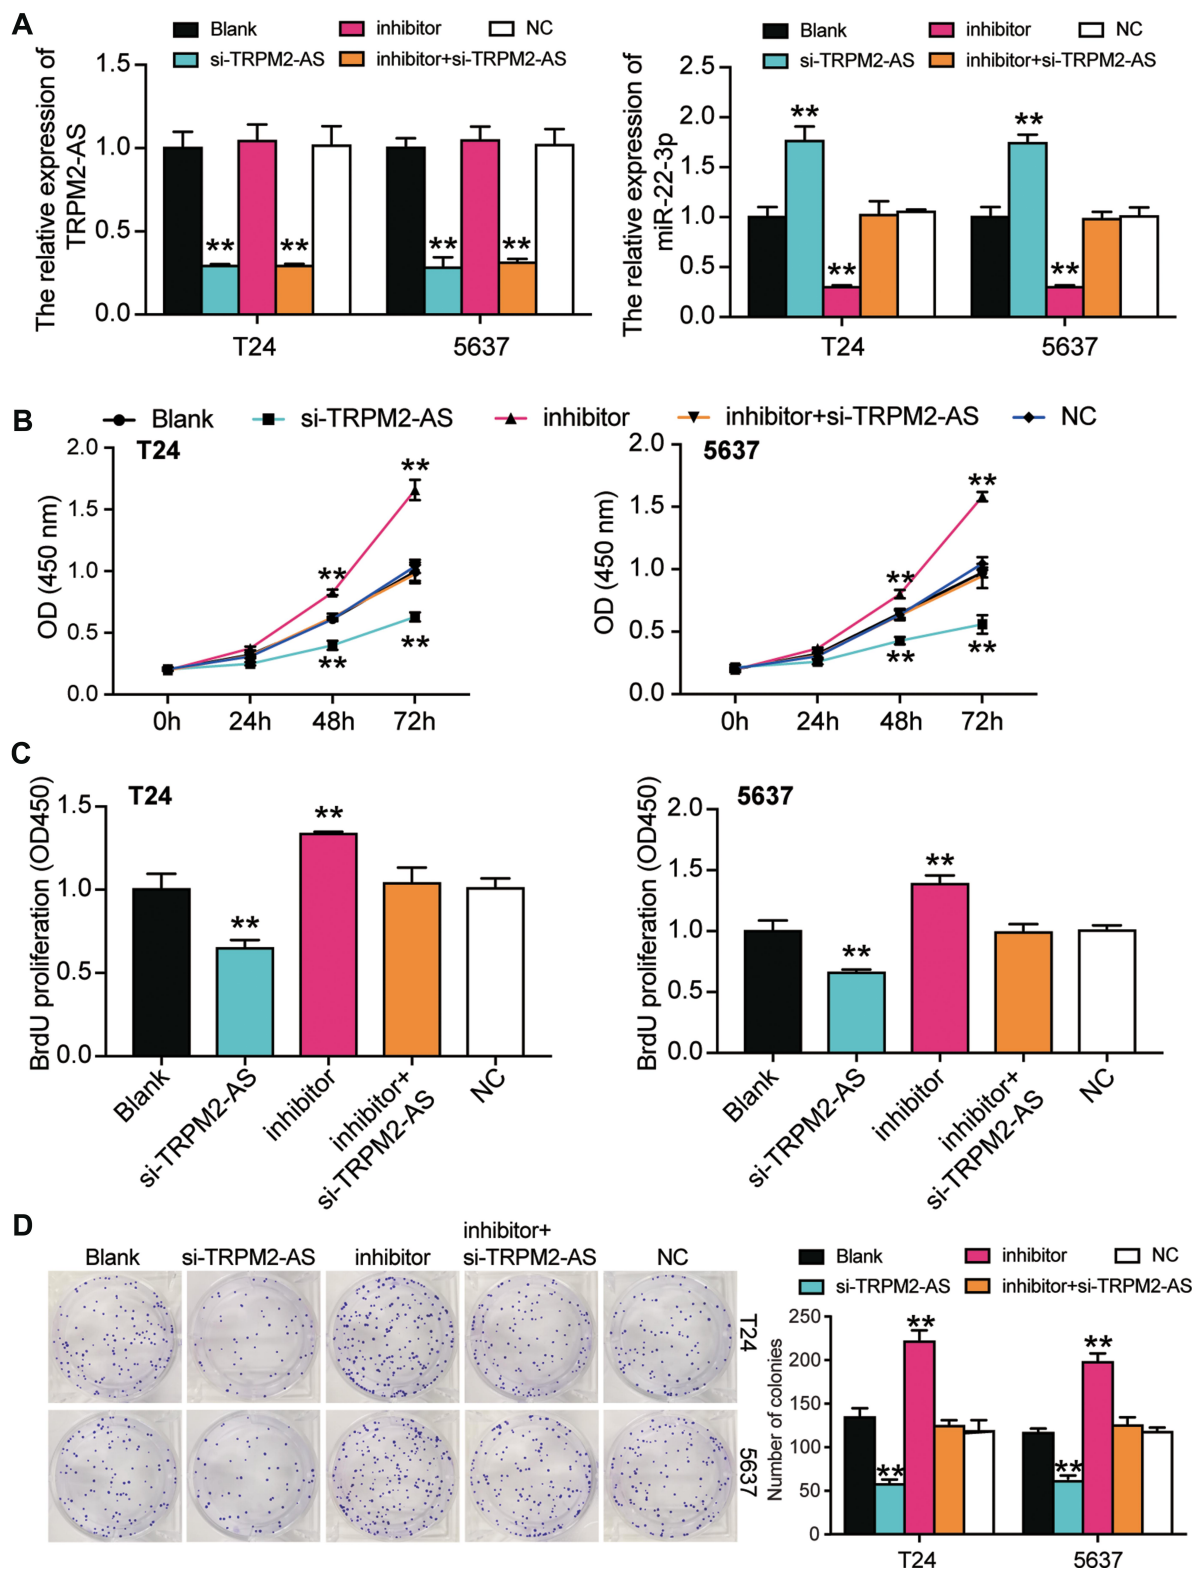 A
Blank
inhibitor
NC
si-TRPM2-AS
inhibitor+si-TRPM2-AS
The relative expression of
TRPM2-AS
1.5
1.0
0.5
0.0
**
**
**
**
T24
5637
Blank
inhibitor
NC
si-TRPM2-AS
inhibitor+si-TRPM2-AS
The relative expression of
miR-22-3p
2.5
2.0
1.5
1.0
0.5
0.0
**
**
**
**
T24
5637
B
Blank
si-TRPM2-AS
inhibitor
inhibitor+si-TRPM2-AS
NC
T24
OD (450 nm)
2.0
1.5
1.0
0.5
0.0
**
**
**
**
0h
24h
48h
72h
5637
OD (450 nm)
2.0
1.5
1.0
0.5
0.0
**
**
**
**
0h
24h
48h
72h
C
T24
BrdU proliferation (OD450)
1.5
1.0
0.5
0.0
**
**
Blank
si-TRPM2-AS
inhibitor
inhibitor+
si-TRPM2-AS
NC
5637
BrdU proliferation (OD450)
2.0
1.5
1.0
0.5
0.0
**
**
Blank
si-TRPM2-AS
inhibitor
inhibitor+
si-TRPM2-AS
NC
D
Blank
si-TRPM2-AS
inhibitor
inhibitor+
si-TRPM2-AS
NC
T24
5637
Blank
inhibitor
NC
si-TRPM2-AS
inhibitor+si-TRPM2-AS
Number of colonies
250
200
150
100
50
0
**
**
**
**
T24
5637